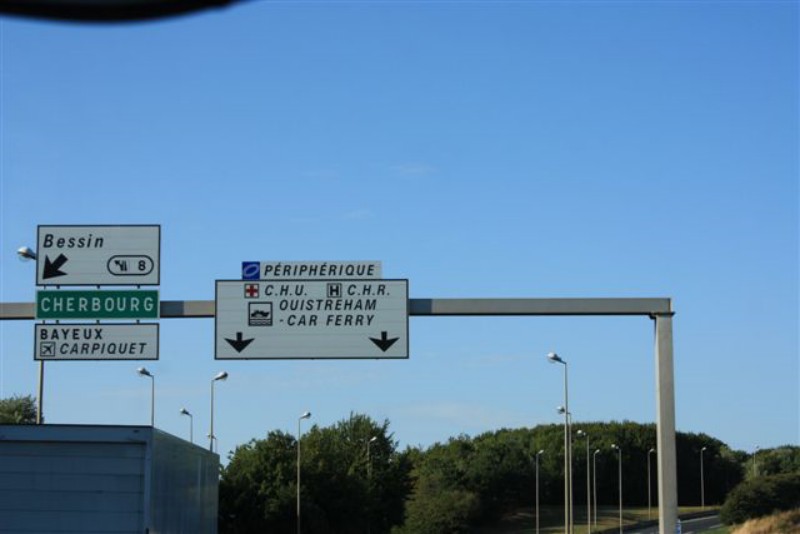 Bessin
8
CHERBOURG
BAYEUX
CARPIQUET
PÉRIPHÉRIQUE
C.H.U. H C.H.R.
OUISTREHAM
-CAR FERRY